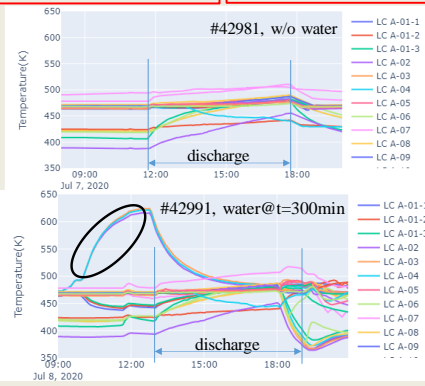 650
#42981, w/o water
600
550
500
450
400
350
Temperature(K)
discharge
09:00
12:00
15:00
18:00
Jul 7, 2020
LC A-01-1
LC A-01-2
LC A-01-3
LC A-02
LC A-03
LC A-04
LC A-05
LC A-06
LC A-07
LC A-08
LC A-09
650
#42991, water@t=300min
600
550
500
450
400
350
Temperature(K)
discharge
09:00
12:00
15:00
18:00
Jul 8, 2020
LC A-01-
LC A-01-2
LC A-01-3
LC A-02
LC A-03
LC A-04
LC A-05
LC A-06
LC A-07
LC A-08
LC A-09